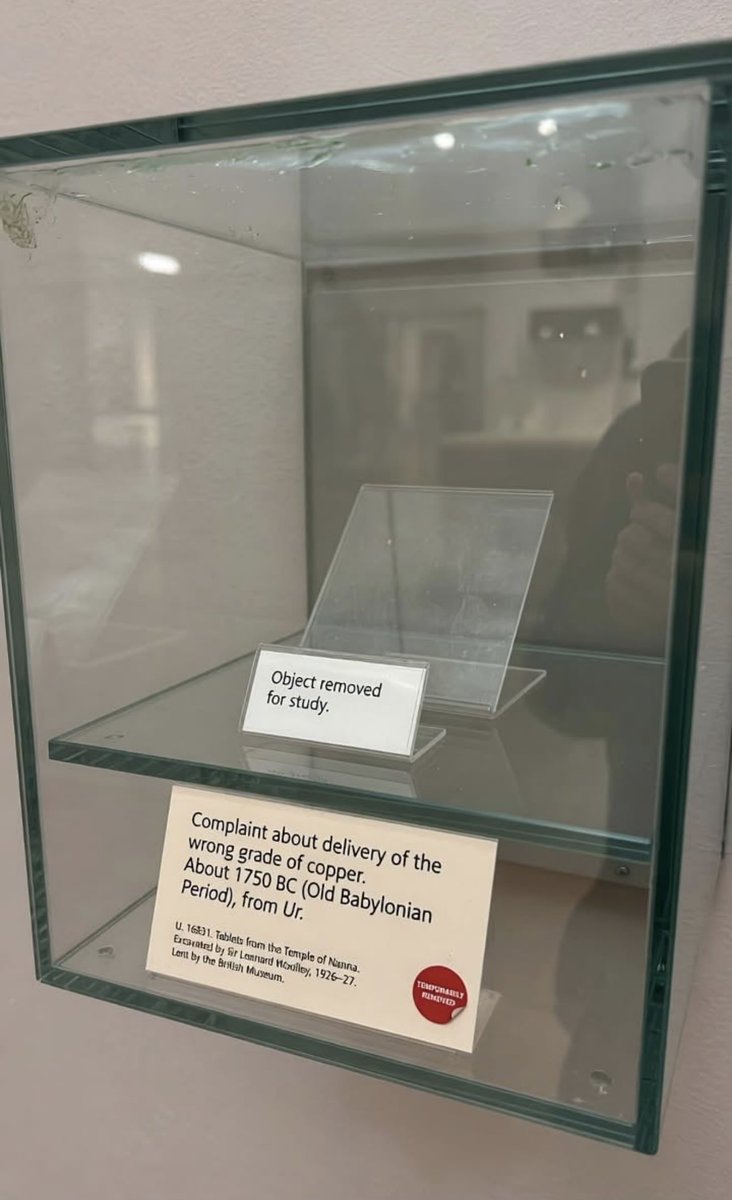 Object removed
for study.
Complaint about delivery of the
wrong grade of copper.
About 1750 BC (Old Babylonian
Period), from Ur.
Tablets from the Temple of Nanna.
Excavated by Sir Woolley, 1926–27.
Lent by the British Museum.
TEMPORARILY
REMOVED